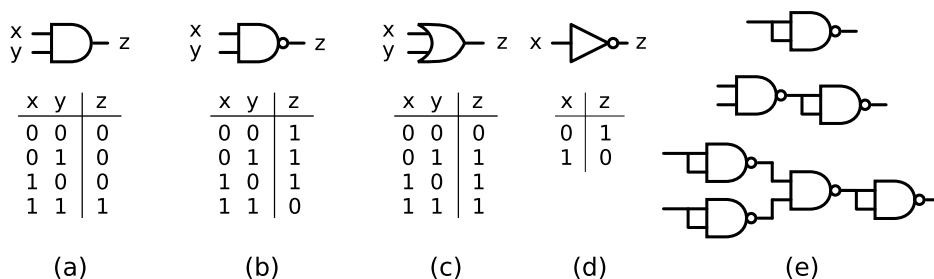 x
y
z
x y z
0 0 0
0 1 0
1 0 0
1 1 1
(a)
x
y
z
x y z
0 0 1
0 1 1
1 0 1
1 1 0
(b)
x
y
z
x y z
0 0 0
0 1 1
1 0 1
1 1 1
(c)
x z
x z
0 1
1 0
(d)
(e)